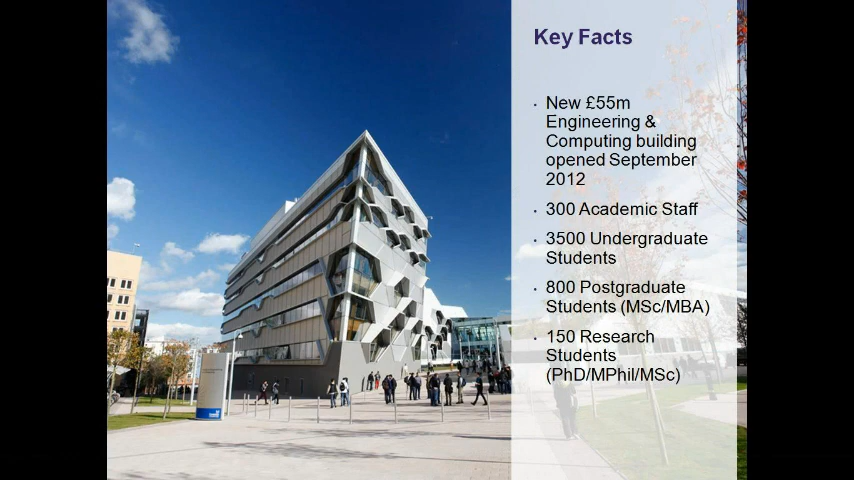 Key Facts
• New £55m
Engineering &
Computing building
opened September
2012
• 300 Academic Staff
• 3500 Undergraduate
Students
• 800 Postgraduate
Students (MSc/MBA)
• 150 Research
Students
(PhD/MPhil/MSc)